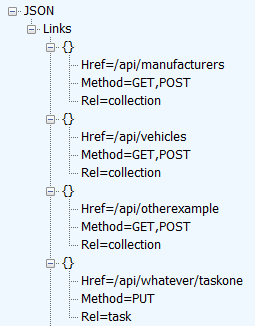 JSON
Links
{}
Href=/api/manufacturers
Method=GET,POST
Rel=collection
{}
Href=/api/vehicles
Method=GET,POST
Rel=collection
{}
Href=/api/otherexample
Method=GET,POST
Rel=collection
{}
Href=/api/whatever/taskone
Method=PUT
Rel=task